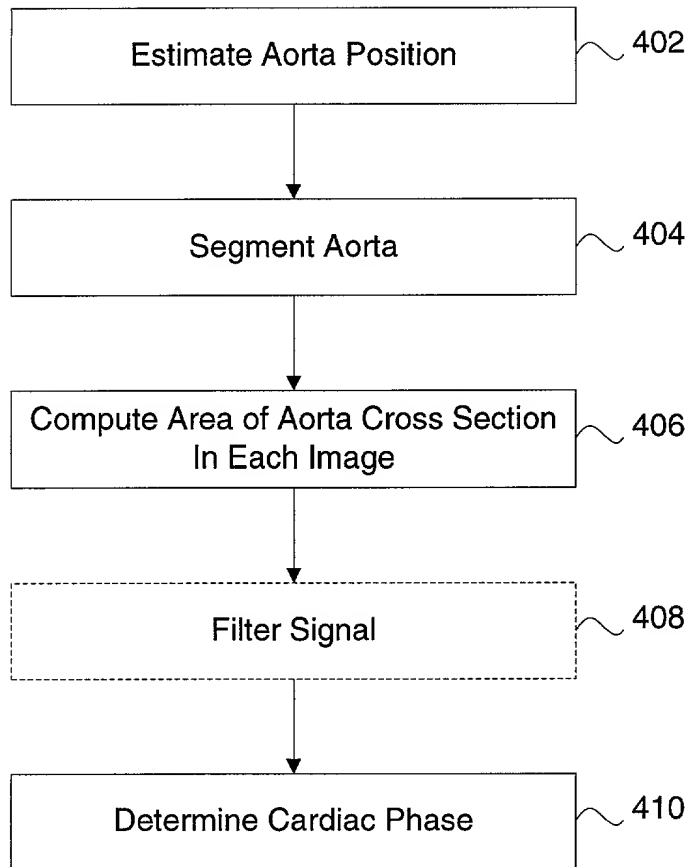 Estimate Aorta Position
402
Segment Aorta
404
Compute Area of Aorta Cross Section
In Each Image
406
Filter Signal
408
Determine Cardiac Phase
410